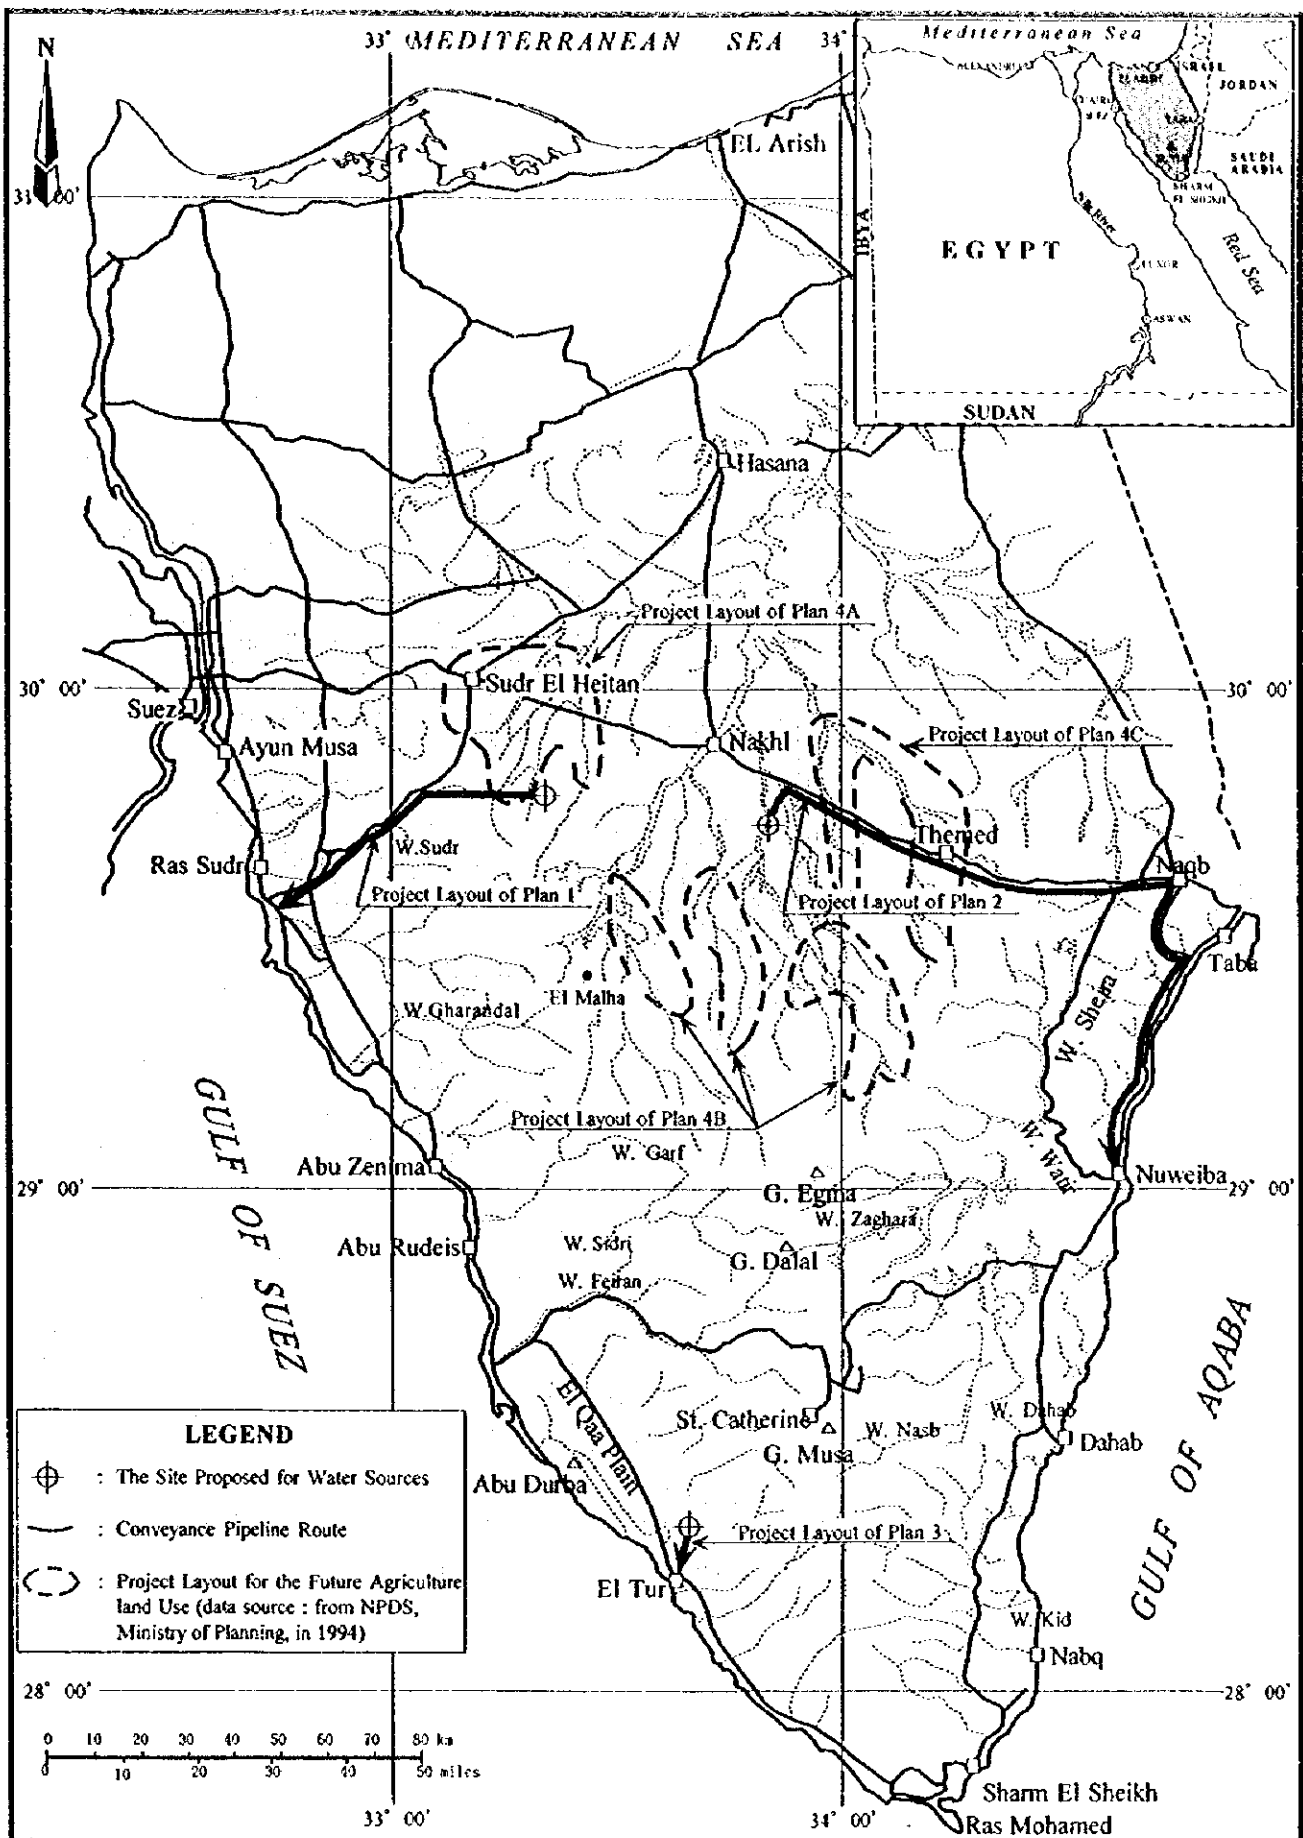 N
33°
MEDITERRANEAN SEA
34°
EL Arish
00'
Mediterranean Sea
ISRAEL
JORDAN
SAUDI
ARABIA
EGYPT
Nile River
LUXOR
ASWAN
Red Sea
SUDAN
Hasana
Project Layout of Plan 4A
30° 00'
30° 00'
Suez
Sudr El Heitan
Ayun Musa
Nakhl
Project Layout of Plan 4C
Themed
W.Sudr
Ras Sudr
Naqb
Project Layout of Plan 1
Project Layout of Plan 2
Taba
El Malha
W.Gharandal
Project Layout of Plan 4B
W. Garf
GULF OF SUEZ
Abu Zenima
29° 00'
G. Egma
Nuweiba
29° 00'
W. Zaghara
Abu Rudeis
W. Sidri
G. Dalal
W. Feiran
GULF OF AQABA
El Qaa Plain
St. Catherine
W. Nasb
W. Dahab
G. Musa
Dahab
Abu Durba
Project Layout of Plan 3
El Tur
W. Kid
Nabq
LEGEND
: The Site Proposed for Water Sources
: Conveyance Pipeline Route
: Project Layout for the Future Agriculture
land Use (data source : from NPDS,
Ministry of Planning, in 1994)
28° 00'
28° 00'
0 10 20 30 40 50 60 70 80 km
0 10 20 30 40 50 miles
Sharm El Sheikh
33° 00'
34° 00'
Ras Mohamed